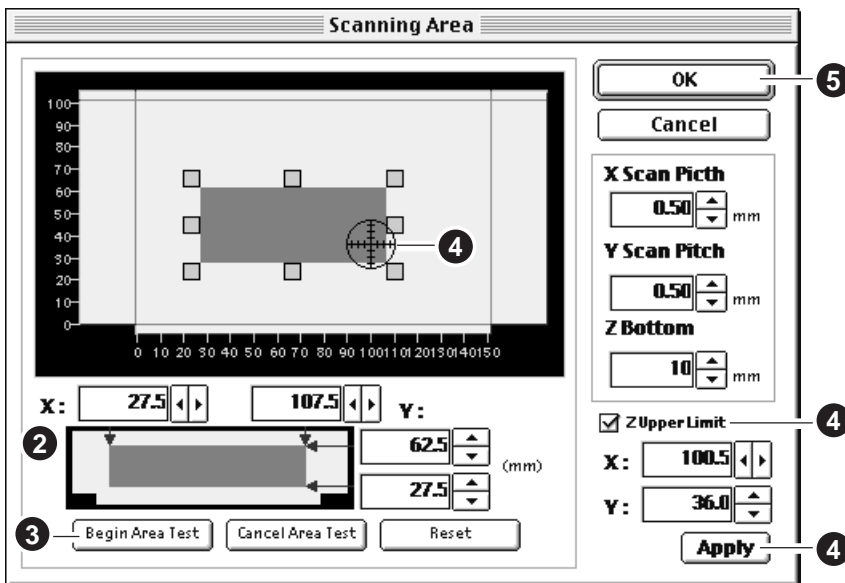 Scanning Area
100
90
80
70
60
50
40
30
20
10
0
0 10 20 30 40 50 60 70 80 90 100 110 120 130 140 150
4
X: 27.5 107.5 Y:
2
62.5
27.5
(mm)
3
Begin Area Test Cancel Area Test Reset
OK
5
Cancel
X Scan Picth
0.50 mm
Y Scan Pitch
0.50 mm
Z Bottom
10 mm
Z Upper Limit
4
X: 100.5
Y: 36.0
Apply
4